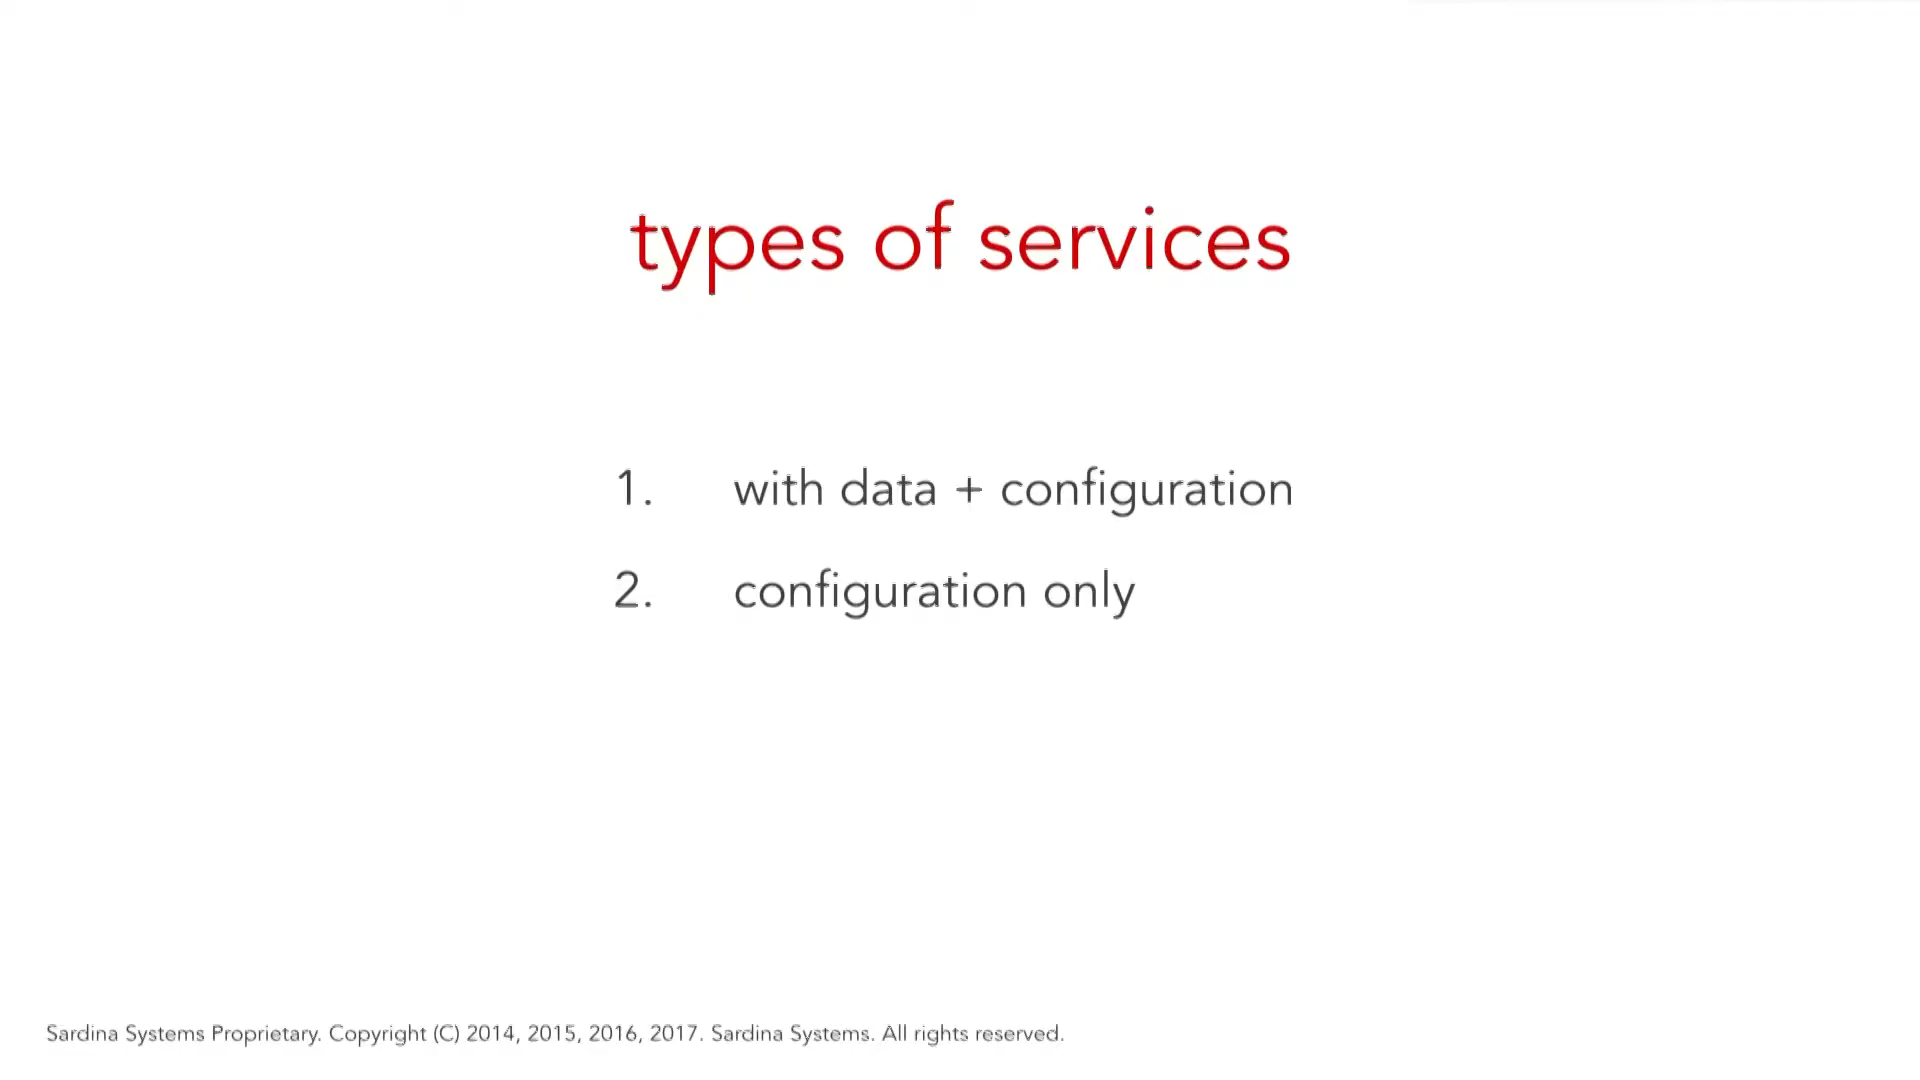 types of services
1. with data + configuration
2. configuration only
Sardina Systems Proprietary. Copyright (C) 2014, 2015, 2016, 2017. Sardina Systems. All rights reserved.